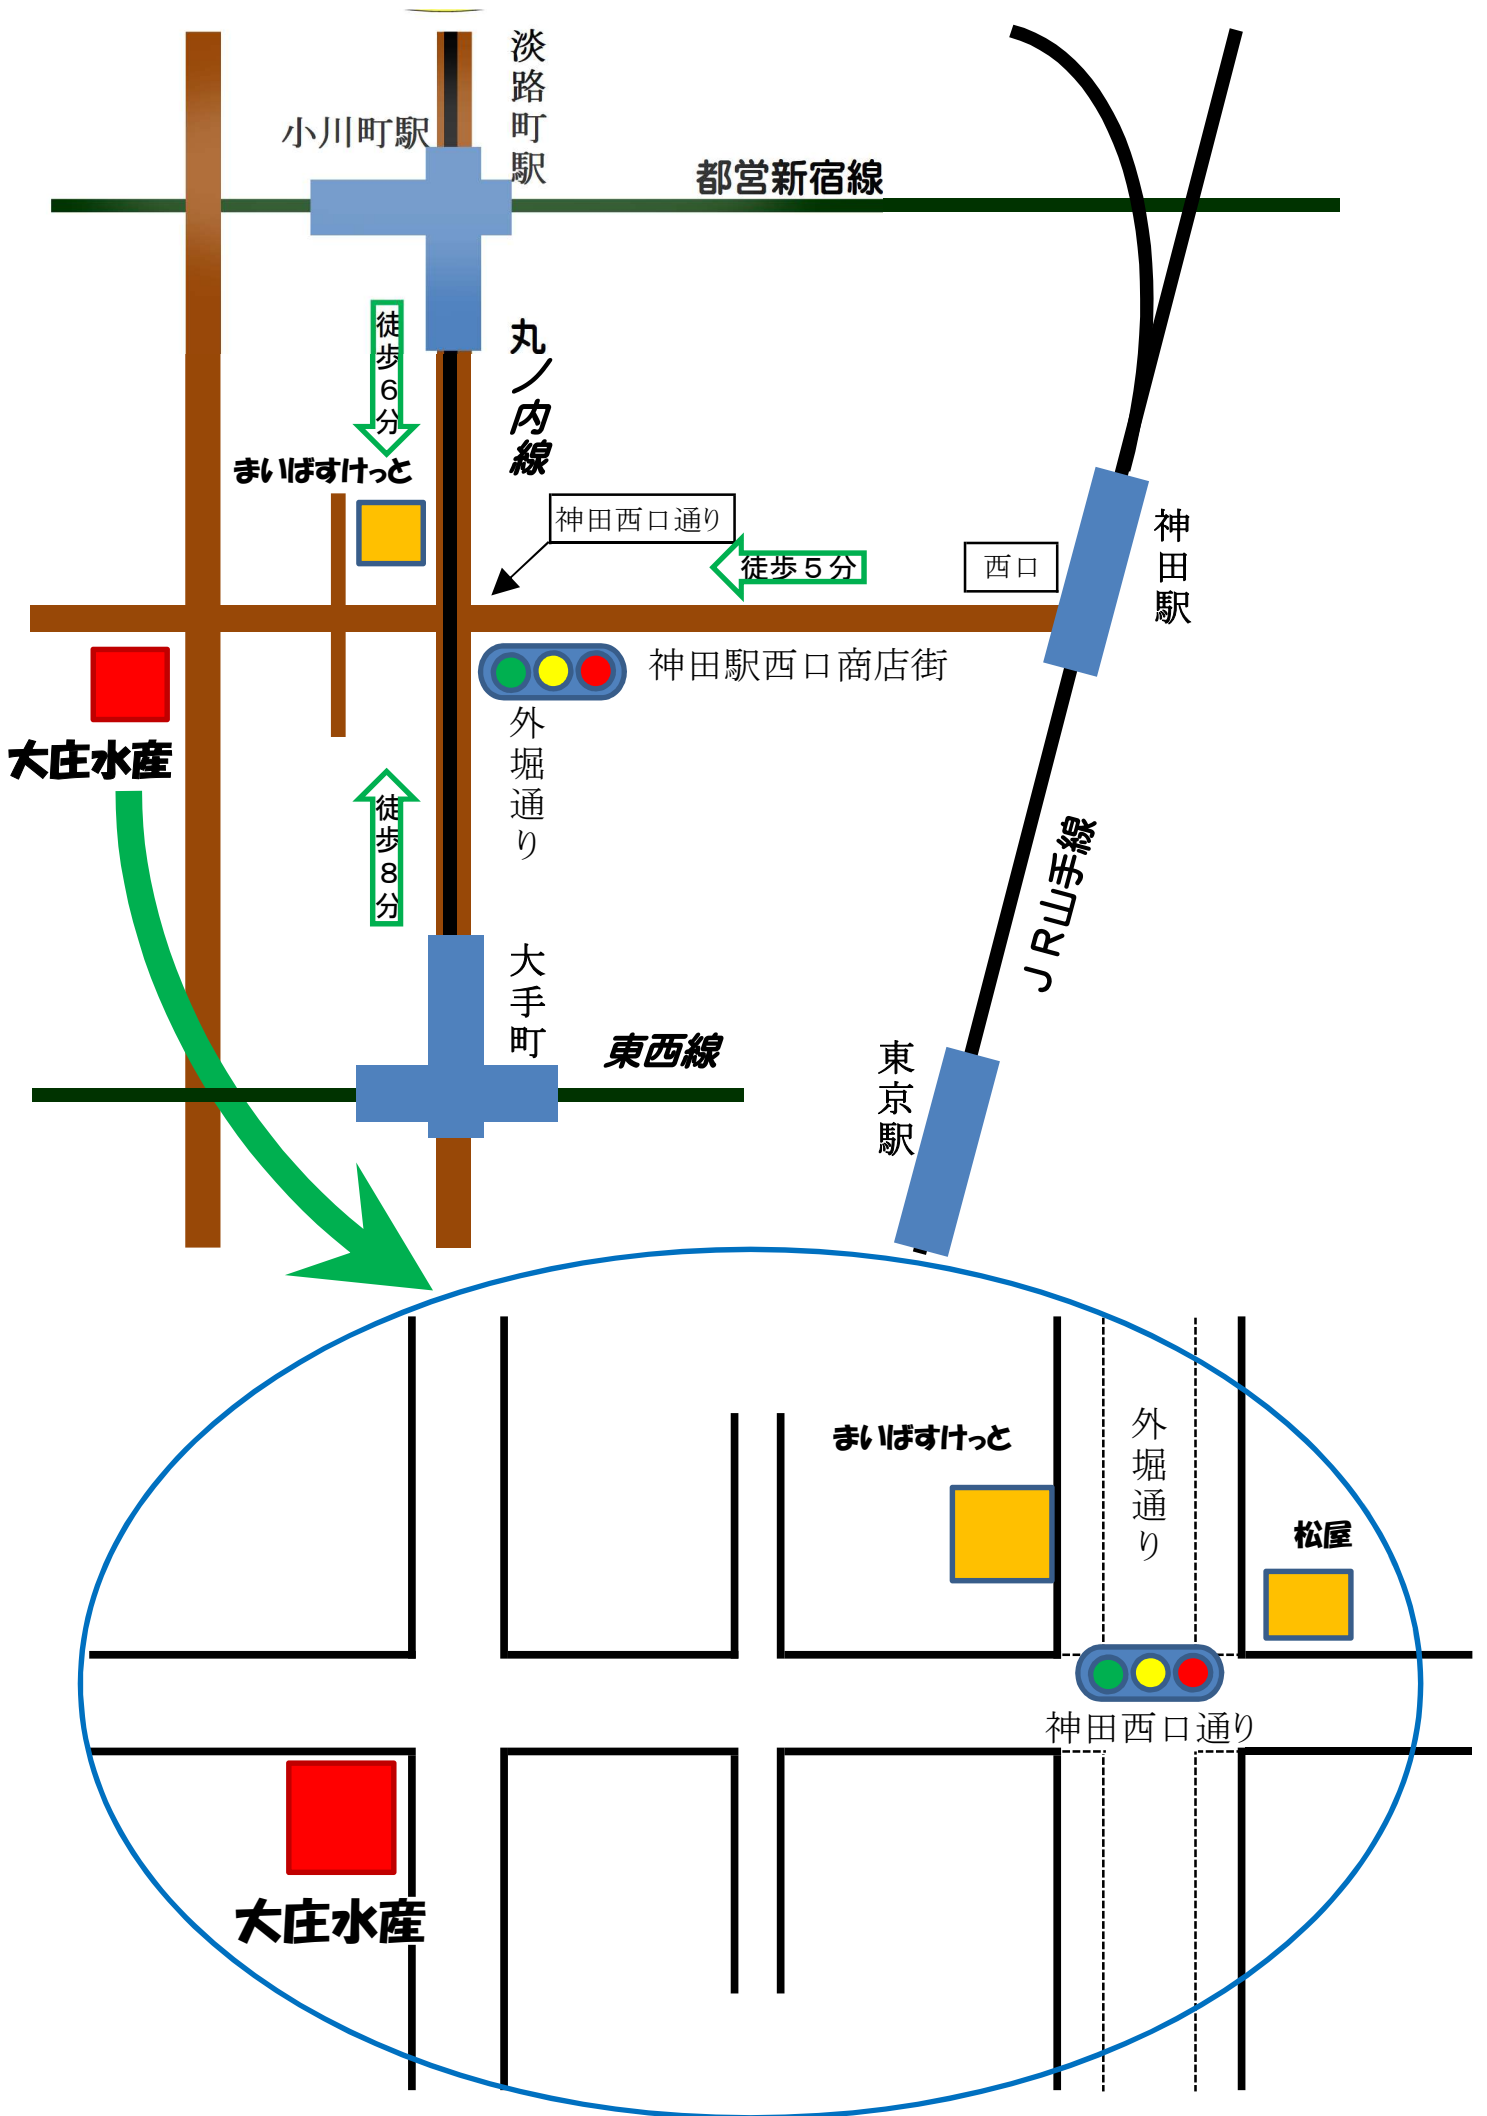 淡路町駅
小川町駅
都営新宿線
徒歩6分
丸ノ内線
まいばすけっと
神田西口通り
徒歩５分
西口
神田駅
神田駅西口商店街
外堀通り
大庄水産
徒歩8分
JR山手線
大手町
東西線
東京駅
まいばすけっと
外堀通り
松屋
神田西口通り
大庄水産